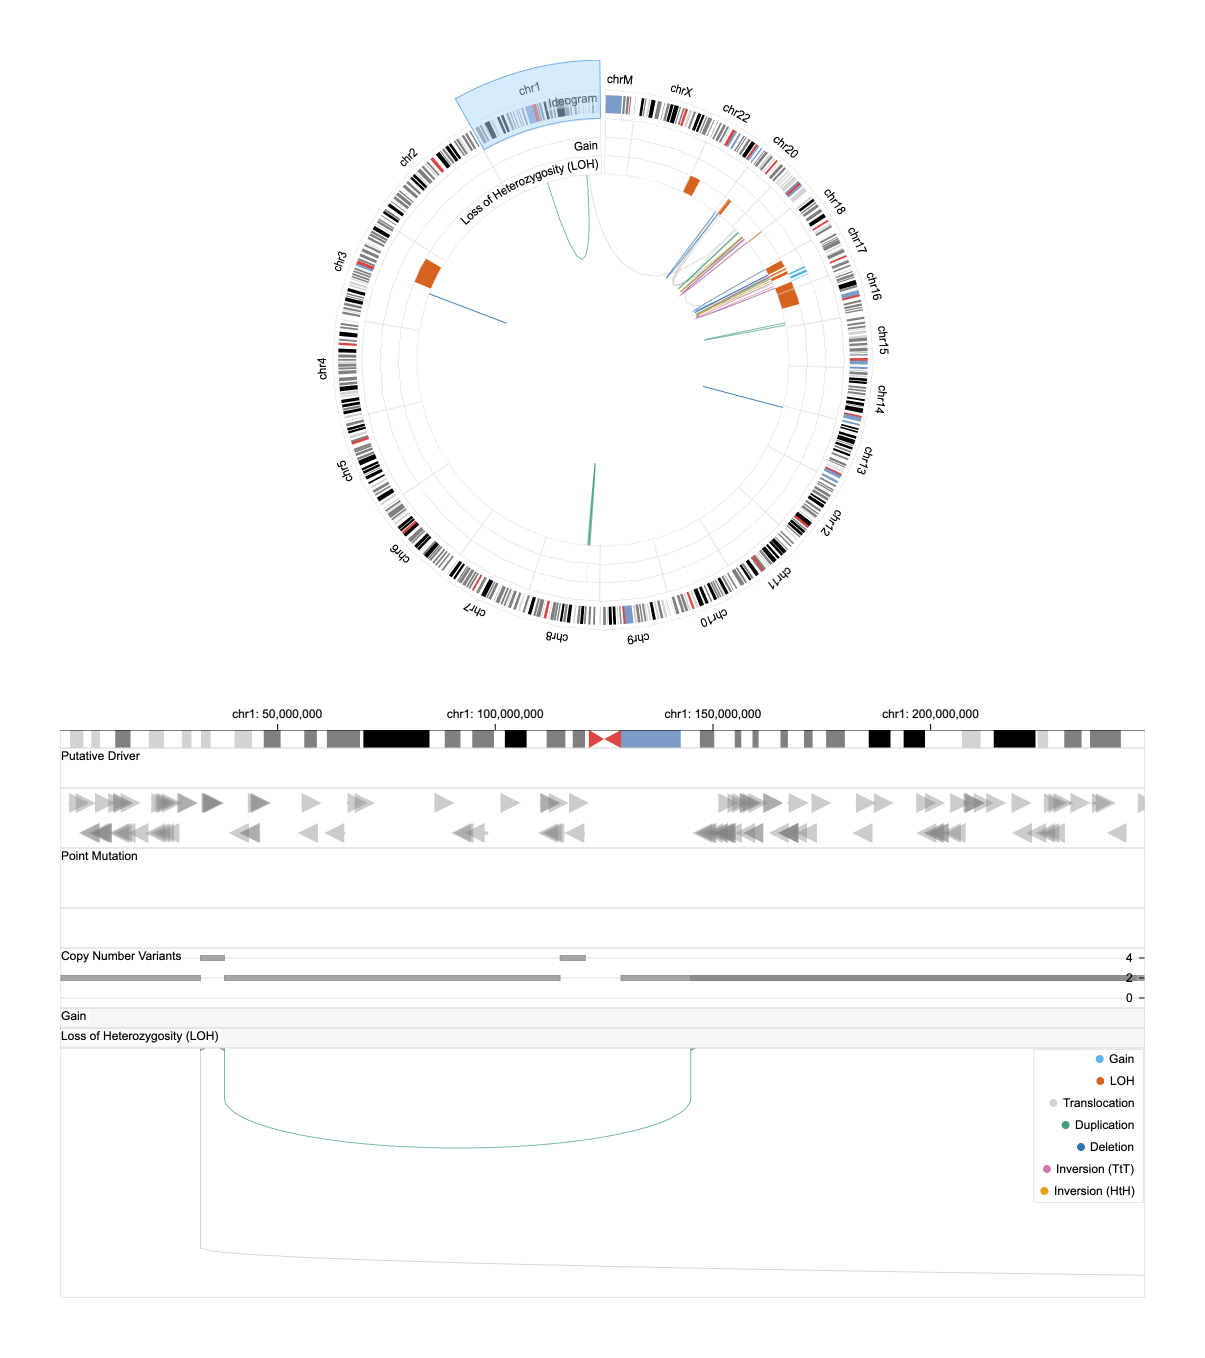 chrM
chrX
chr22
chr20
chr18
chr17
chr16
chr15
chr14
chr13
chr12
chr11
chr10
chr9
chr8
chr7
chr6
chr5
chr4
chr3
chr2
chr1
Ideogram
Gain
Loss of Heterozygosity (LOH)
chr1: 50,000,000
chr1: 100,000,000
chr1: 150,000,000
chr1: 200,000,000
Putative Driver
Point Mutation
Copy Number Variants
4
2
0
Gain
Loss of Heterozygosity (LOH)
Gain
LOH
Translocation
Duplication
Deletion
Inversion (TtT)
Inversion (HtH)